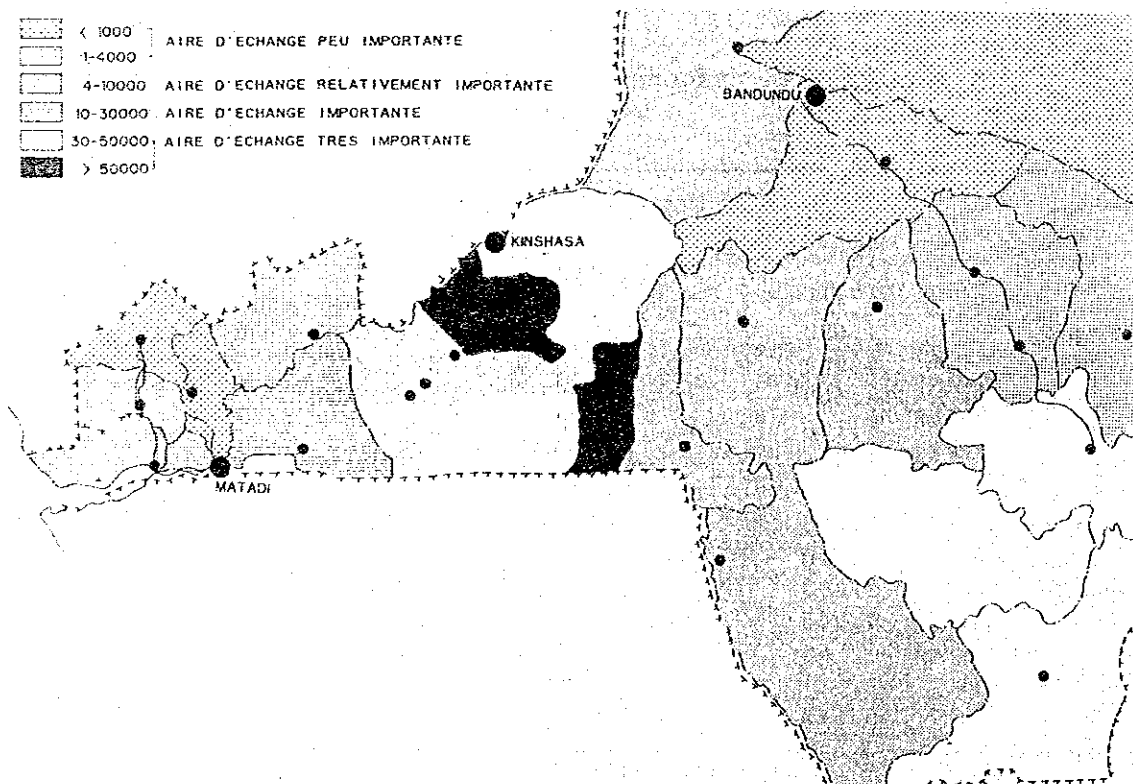 < 1000
AIRE D'ECHANGE PEU IMPORTANTE
1-4000
4-10000 AIRE D'ECHANGE RELATIVEMENT IMPORTANTE
10-30000 AIRE D'ECHANGE IMPORTANTE
30-50000 AIRE D'ECHANGE TRES IMPORTANTE
> 50000
BANDUNDU
KINSHASA
MATADI